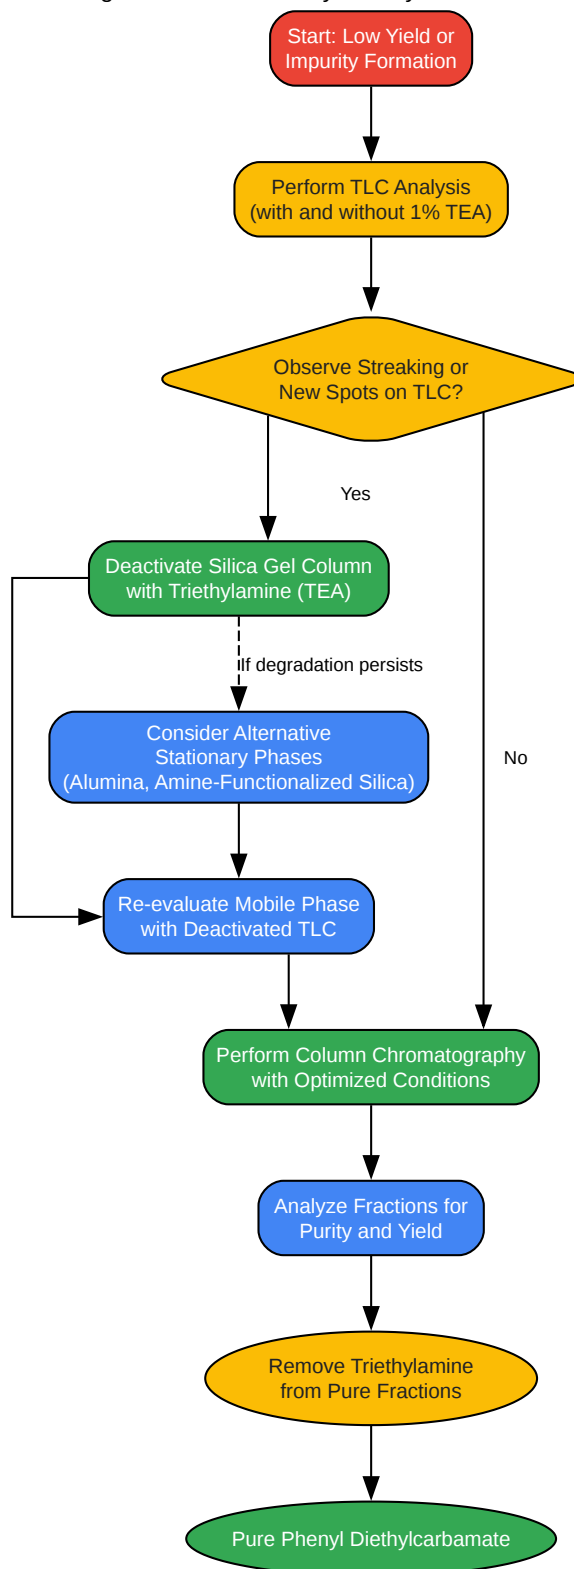 Start: Low Yield or
Impurity Formation
Perform TLC Analysis
(with and without 1% TEA)
Observe Streaking or
New Spots on TLC?
Yes
Deactivate Silica Gel Column
with Triethylamine (TEA)
If degradation persists
Consider Alternative
Stationary Phases
(Alumina, Amine-Functionalized Silica)
No
Re-evaluate Mobile Phase
with Deactivated TLC
Perform Column Chromatography
with Optimized Conditions
Analyze Fractions for
Purity and Yield
Remove Triethylamine
from Pure Fractions
Pure Phenyl Diethylcarbamate